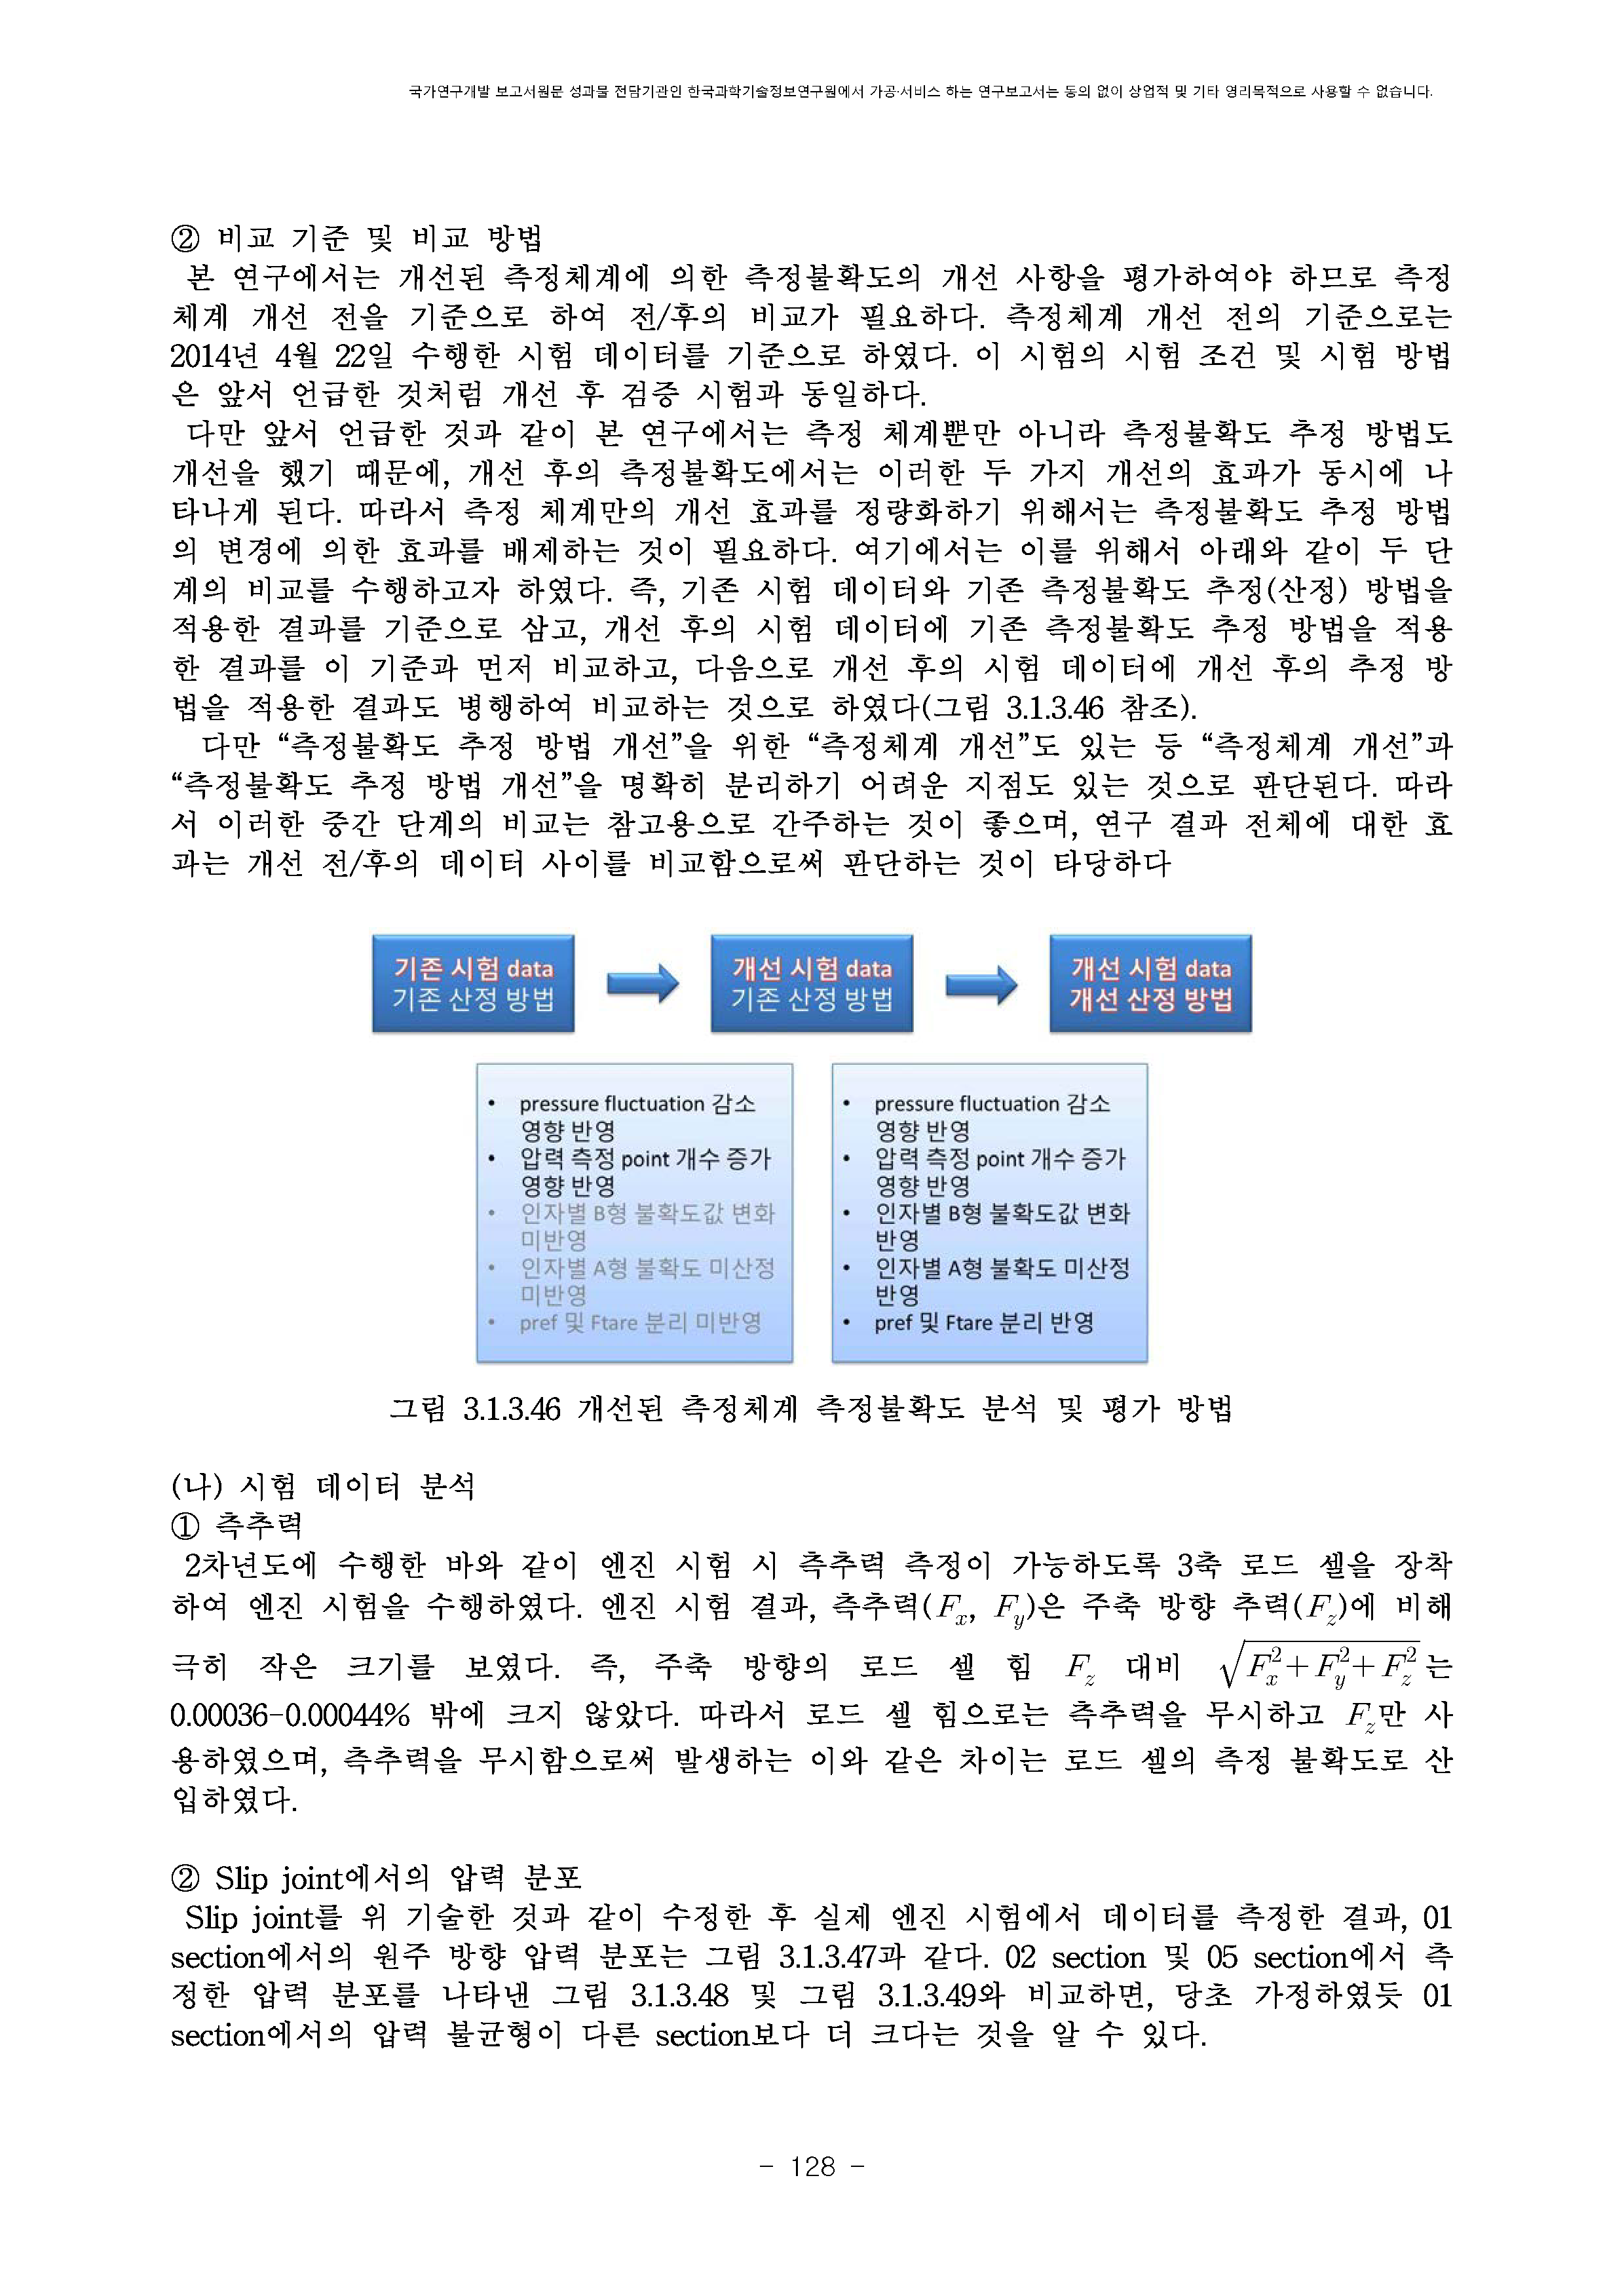 국가연구개발 보고서원문 성과물 전담기관인 한국과학기술정보연구원에서 가공·서비스 하는 연구보고서는 동의 없이 상업적 및 기타 영리목적으로 사용할 수 없습니다.
② 비교 기준 및 비교 방법
본 연구에서는 개선된 측정체계에 의한 측정불확도의 개선 사항을 평가하여야 하므로 측정
체계 개선 전을 기준으로 하여 전/후의 비교가 필요하다. 측정체계 개선 전의 기준으로는
2014년 4월 22일 수행한 시험 데이터를 기준으로 하였다. 이 시험의 시험 조건 및 시험 방법
은 앞서 언급한 것처럼 개선 후 검증 시험과 동일하다.
다만 앞서 언급한 것과 같이 본 연구에서는 측정 체계뿐만 아니라 측정불확도 추정 방법도
개선을 했기 때문에, 개선 후의 측정불확도에서는 이러한 두 가지 개선의 효과가 동시에 나
타나게 된다. 따라서 측정 체계만의 개선 효과를 정량화하기 위해서는 측정불확도 추정 방법
의 변경에 의한 효과를 배제하는 것이 필요하다. 여기에서는 이를 위해서 아래와 같이 두 단
계의 비교를 수행하고자 하였다. 즉, 기존 시험 데이터와 기존 측정불확도 추정(산정) 방법을
적용한 결과를 기준으로 삼고, 개선 후의 시험 데이터에 기존 측정불확도 추정 방법을 적용
한 결과를 이 기준과 먼저 비교하고, 다음으로 개선 후의 시험 데이터에 개선 후의 추정 방
법을 적용한 결과도 병행하여 비교하는 것으로 하였다(그림 3.1.3.46 참조).
다만 “측정불확도 추정 방법 개선”을 위한 “측정체계 개선”도 있는 등 “측정체계 개선”과
“측정불확도 추정 방법 개선”을 명확히 분리하기 어려운 지점도 있는 것으로 판단된다. 따라
서 이러한 중간 단계의 비교는 참고용으로 간주하는 것이 좋으며, 연구 결과 전체에 대한 효
과는 개선 전/후의 데이터 사이를 비교함으로써 판단하는 것이 타당하다
기존 시험 data
기존 산정 방법
개선 시험 data
기존 산정 방법
개선 시험 data
개선 산정 방법
• pressure fluctuation 감소
영향 반영
• 압력 측정 point 개수 증가
영향 반영
• 인자별 B형 불확도값 변화
미반영
• 인자별 A형 불확도 미산정
미반영
• pref 및 Ftare 분리 미반영
• pressure fluctuation 감소
영향 반영
• 압력 측정 point 개수 증가
영향 반영
• 인자별 B형 불확도값 변화
반영
• 인자별 A형 불확도 미산정
반영
• pref 및 Ftare 분리 반영
그림 3.1.3.46 개선된 측정체계 측정불확도 분석 및 평가 방법
(나) 시험 데이터 분석
① 측추력
2차년도에 수행한 바와 같이 엔진 시험 시 측추력 측정이 가능하도록 3축 로드 셀을 장착
하여 엔진 시험을 수행하였다. 엔진 시험 결과, 측추력($F_x$, $F_y$)은 주축 방향 추력($F_z$)에 비해
극히 작은 크기를 보였다. 즉, 주축 방향의 로드 셀 힘 $F_z$ 대비 $\sqrt{F_x^2+F_y^2+F_z^2}$는
0.00036-0.00044% 밖에 크지 않았다. 따라서 로드 셀 힘으로는 측추력을 무시하고 $F_z$만 사
용하였으며, 측추력을 무시함으로써 발생하는 이와 같은 차이는 로드 셀의 측정 불확도로 산
입하였다.
② Slip joint에서의 압력 분포
Slip joint를 위 기술한 것과 같이 수정한 후 실제 엔진 시험에서 데이터를 측정한 결과, 01
section에서의 원주 방향 압력 분포는 그림 3.1.3.47과 같다. 02 section 및 05 section에서 측
정한 압력 분포를 나타낸 그림 3.1.3.48 및 그림 3.1.3.49와 비교하면, 당초 가정하였듯 01
section에서의 압력 불균형이 다른 section보다 더 크다는 것을 알 수 있다.
- 128 -